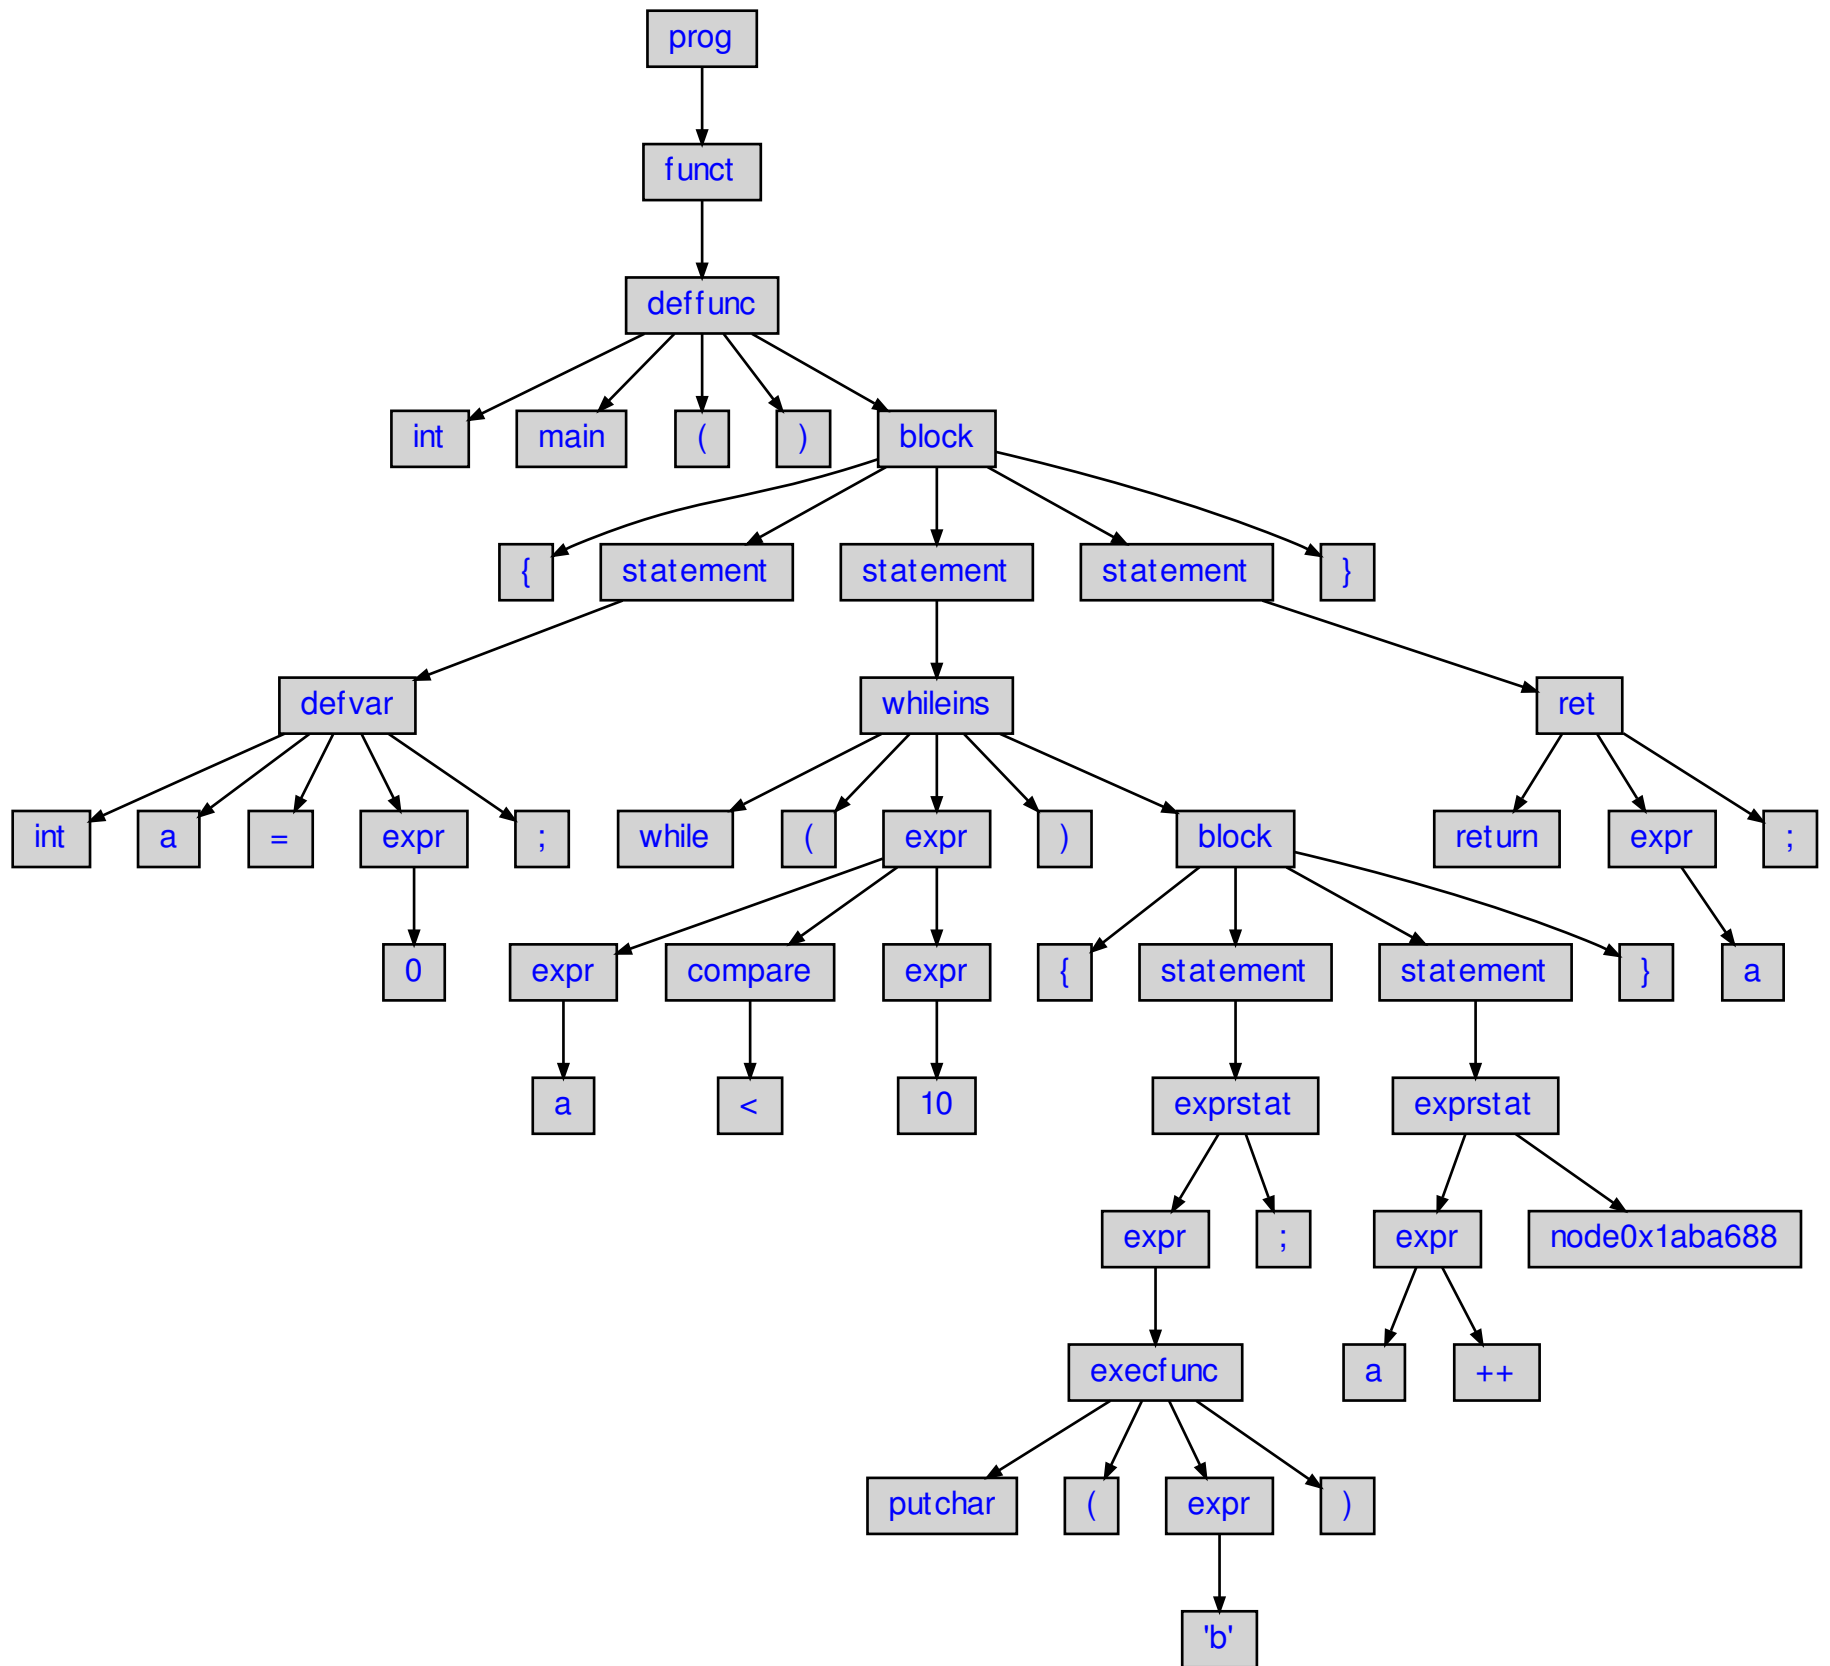 prog
funct
deffunc
int main ( ) block
{ statement statement statement }
defvar whileins ret
int a = expr ; while ( expr ) block return expr ;
0 expr compare expr { statement statement } a
a < 10 exprstat exprstat
expr ; expr node0x1aba688
execfunc a ++
putchar ( expr )
'b'